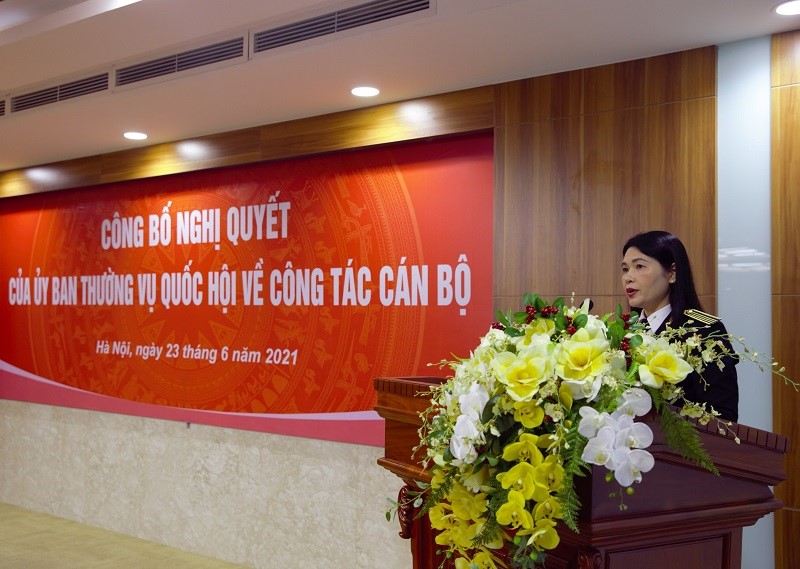 CÔNG BỐ NGHỊ QUYẾT
CỦA ỦY BAN THƯỜNG VỤ QUỐC HỘI VỀ CÔNG TÁC CÁN BỘ
Hà Nội, ngày 23 tháng 6 năm 2021